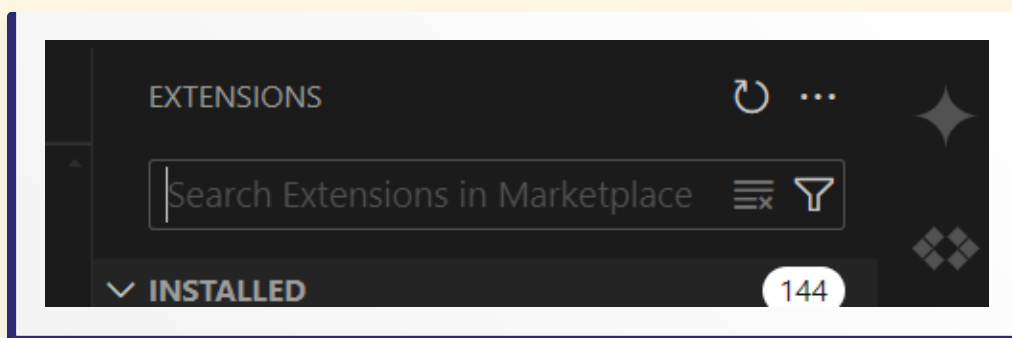 EXTENSIONS
Search Extensions in Marketplace
INSTALLED 144